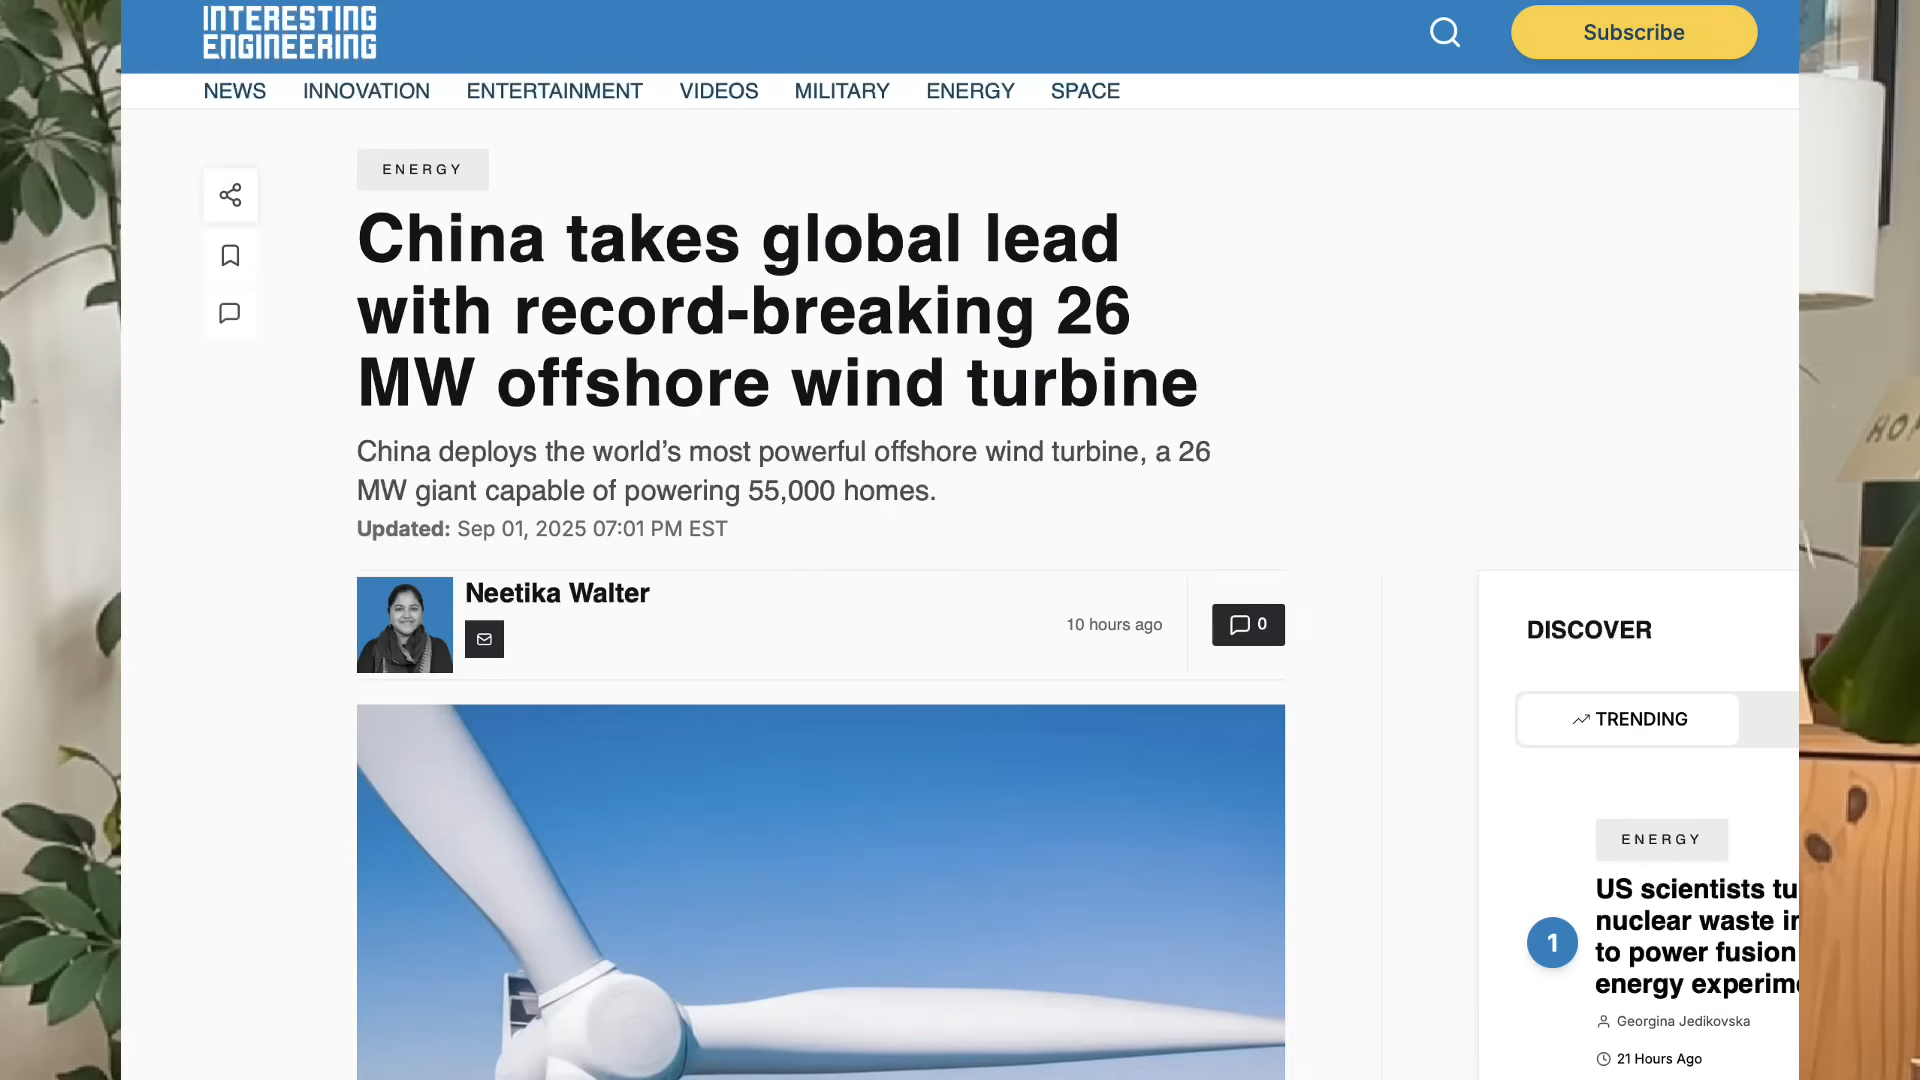 INTERESTING
ENGINEERING
Subscribe
NEWS INNOVATION ENTERTAINMENT VIDEOS MILITARY ENERGY SPACE
ENERGY
China takes global lead
with record-breaking 26
MW offshore wind turbine
China deploys the world’s most powerful offshore wind turbine, a 26
MW giant capable of powering 55,000 homes.
Updated: Sep 01, 2025 07:01 PM EST
Neetika Walter
10 hours ago
0
DISCOVER
TRENDING
ENERGY
1
US scientists tu
nuclear waste in
to power fusion
energy experim
Georgina Jedikovska
21 Hours Ago